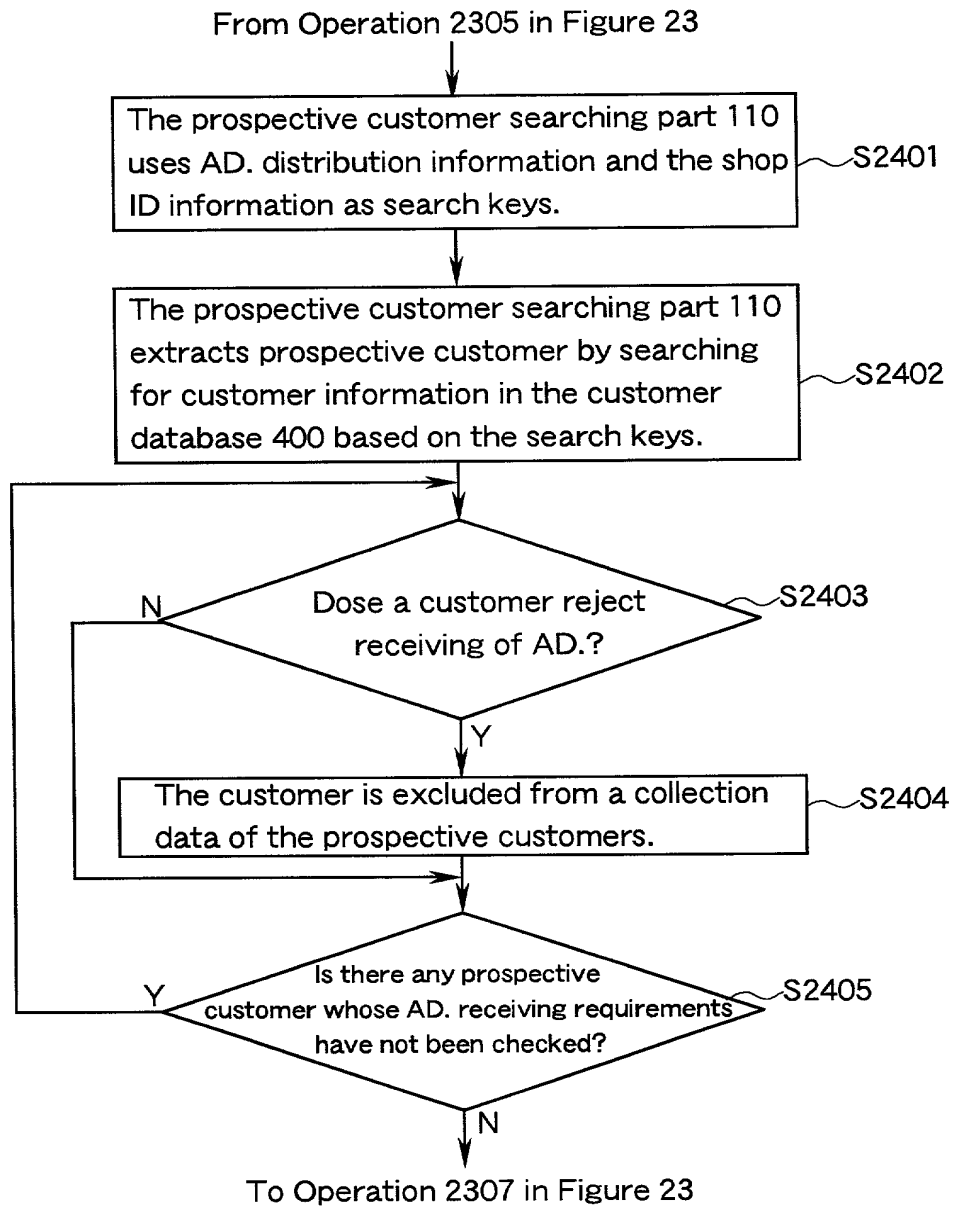 From Operation 2305 in Figure 23
The prospective customer searching part 110
uses AD. distribution information and the shop
ID information as search keys.
S2401
The prospective customer searching part 110
extracts prospective customer by searching
for customer information in the customer
database 400 based on the search keys.
S2402
Dose a customer reject
receiving of AD.?
S2403
N
Y
The customer is excluded from a collection
data of the prospective customers.
S2404
Is there any prospective
customer whose AD. receiving requirements
have not been checked?
S2405
Y
N
To Operation 2307 in Figure 23